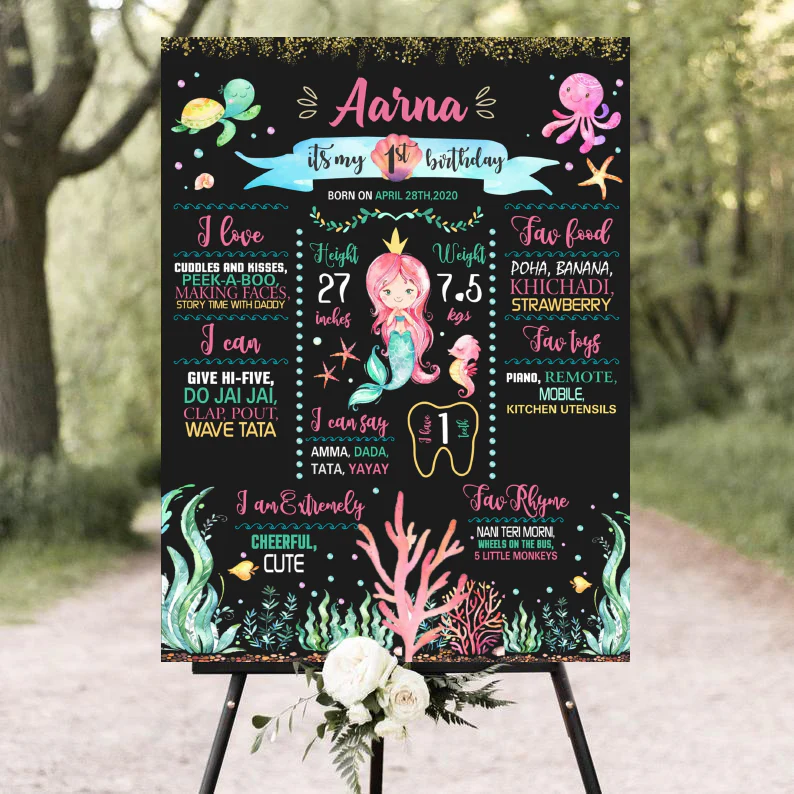 Aarna
it's my 1st birthday
BORN ON APRIL 28TH,2020
I love
CUDDLES AND KISSES,
PEEK-A-BOO,
MAKING FACES,
STORY TIME WITH DADDY
I can
GIVE HI-FIVE,
DO JAI JAI,
CLAP, POUT,
WAVE TATA
Height
27
inches
Weight
7.5
kgs
I can say
AMMA, DADA,
TATA, YAYAY
I have
1
teeth
Fav food
POHA, BANANA,
KHICHADI,
STRAWBERRY
Fav toys
PIANO, REMOTE,
MOBILE,
KITCHEN UTENSILS
I am Extremely
CHEERFUL,
CUTE
Fav Rhyme
NANI TERI MORNI,
WHEELS ON THE BUS,
5 LITTLE MONKEYS